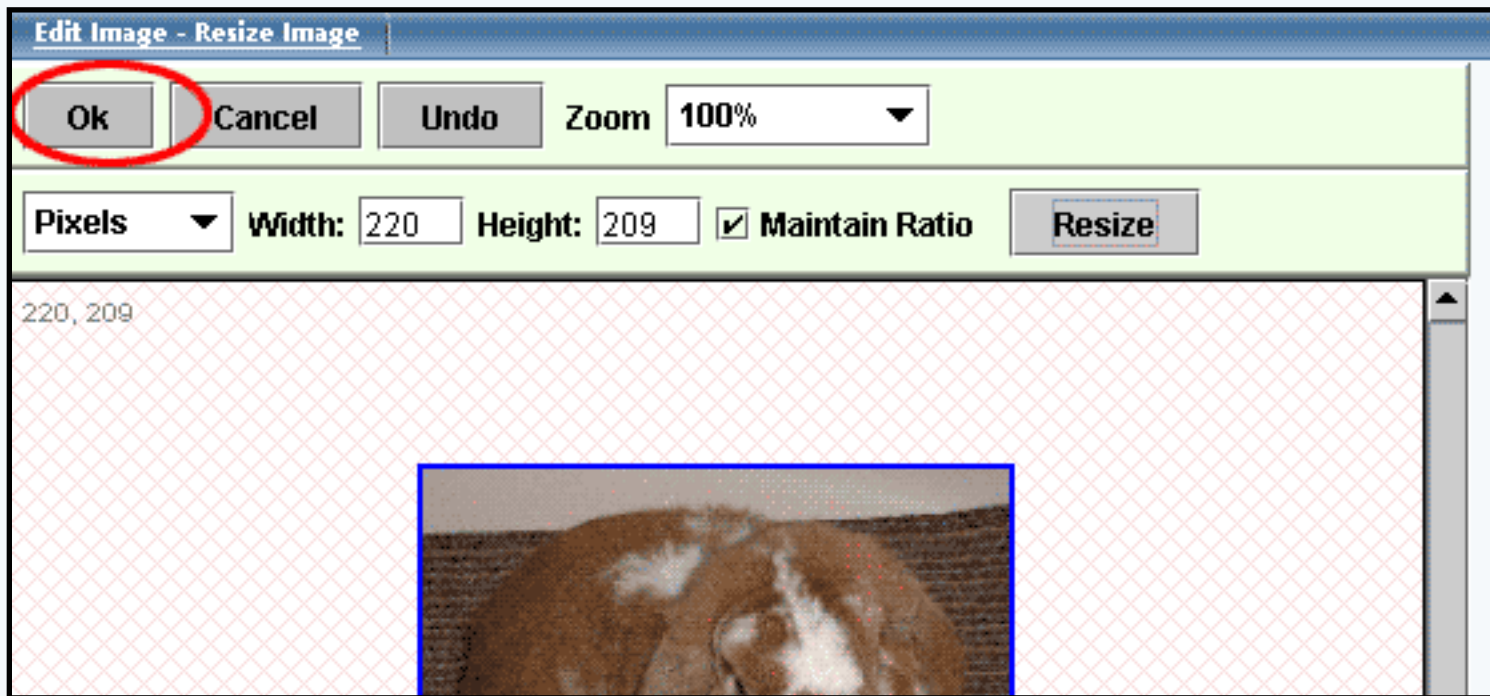 Edit Image - Resize Image
Ok Cancel Undo Zoom 100%
Pixels Width: 220 Height: 209 Maintain Ratio Resize
220, 209